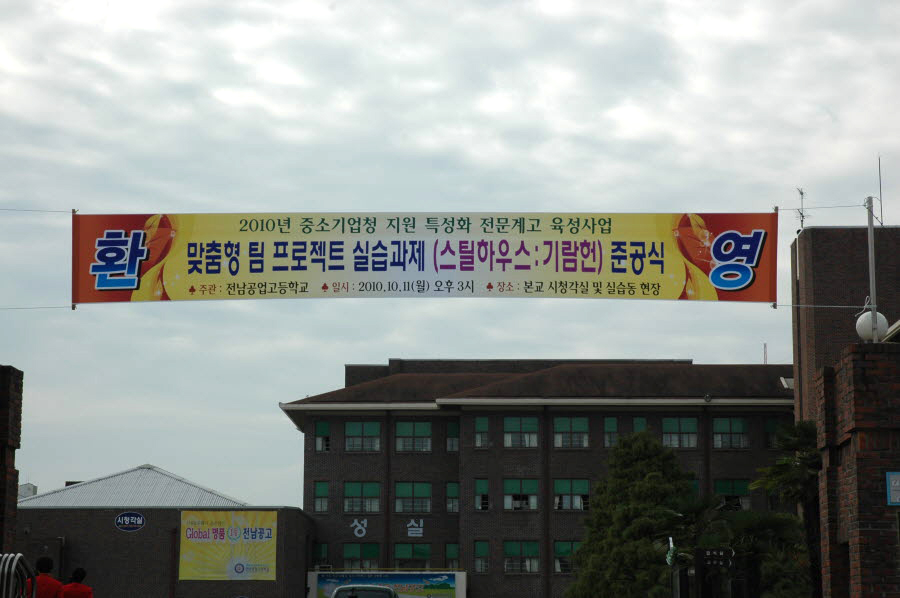 2010년 중소기업청 지원 특성화 전문계고 육성사업
환 맞춤형 팀 프로젝트 실습과제 (스틸하우스:기람헌) 준공식 영
♣ 주관 : 전남공업고등학교 ♣ 일시 : 2010.10.11(월) 오후 3시 ♣ 장소 : 본교 시청각실 및 실습동 현장
시청각실
Global 명품 전남공고
성 실